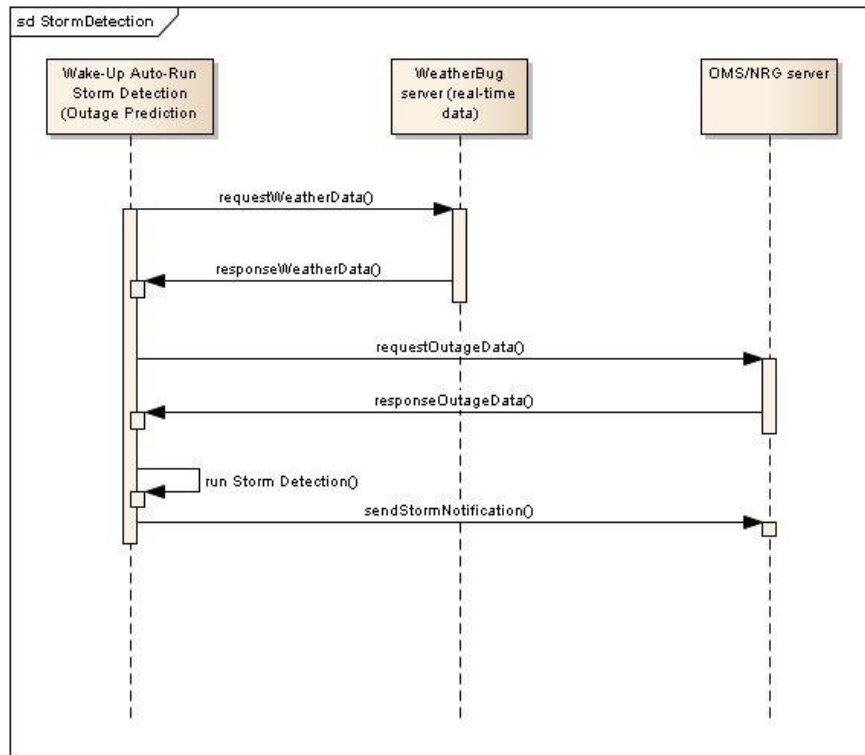 sd StormDetection
Wake-Up Auto-Run
Storm Detection
(Outage Prediction
WeatherBug
server (real-time
data)
OMS/NRG server
requestWeatherData()
responseWeatherData()
requestOutageData()
responseOutageData()
run Storm Detection()
sendStormNotification()